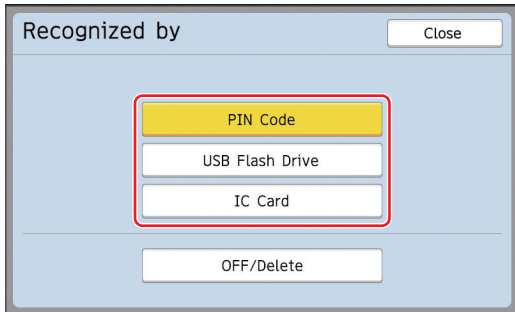 Recognized by
Close
PIN Code
USB Flash Drive
IC Card
OFF/Delete